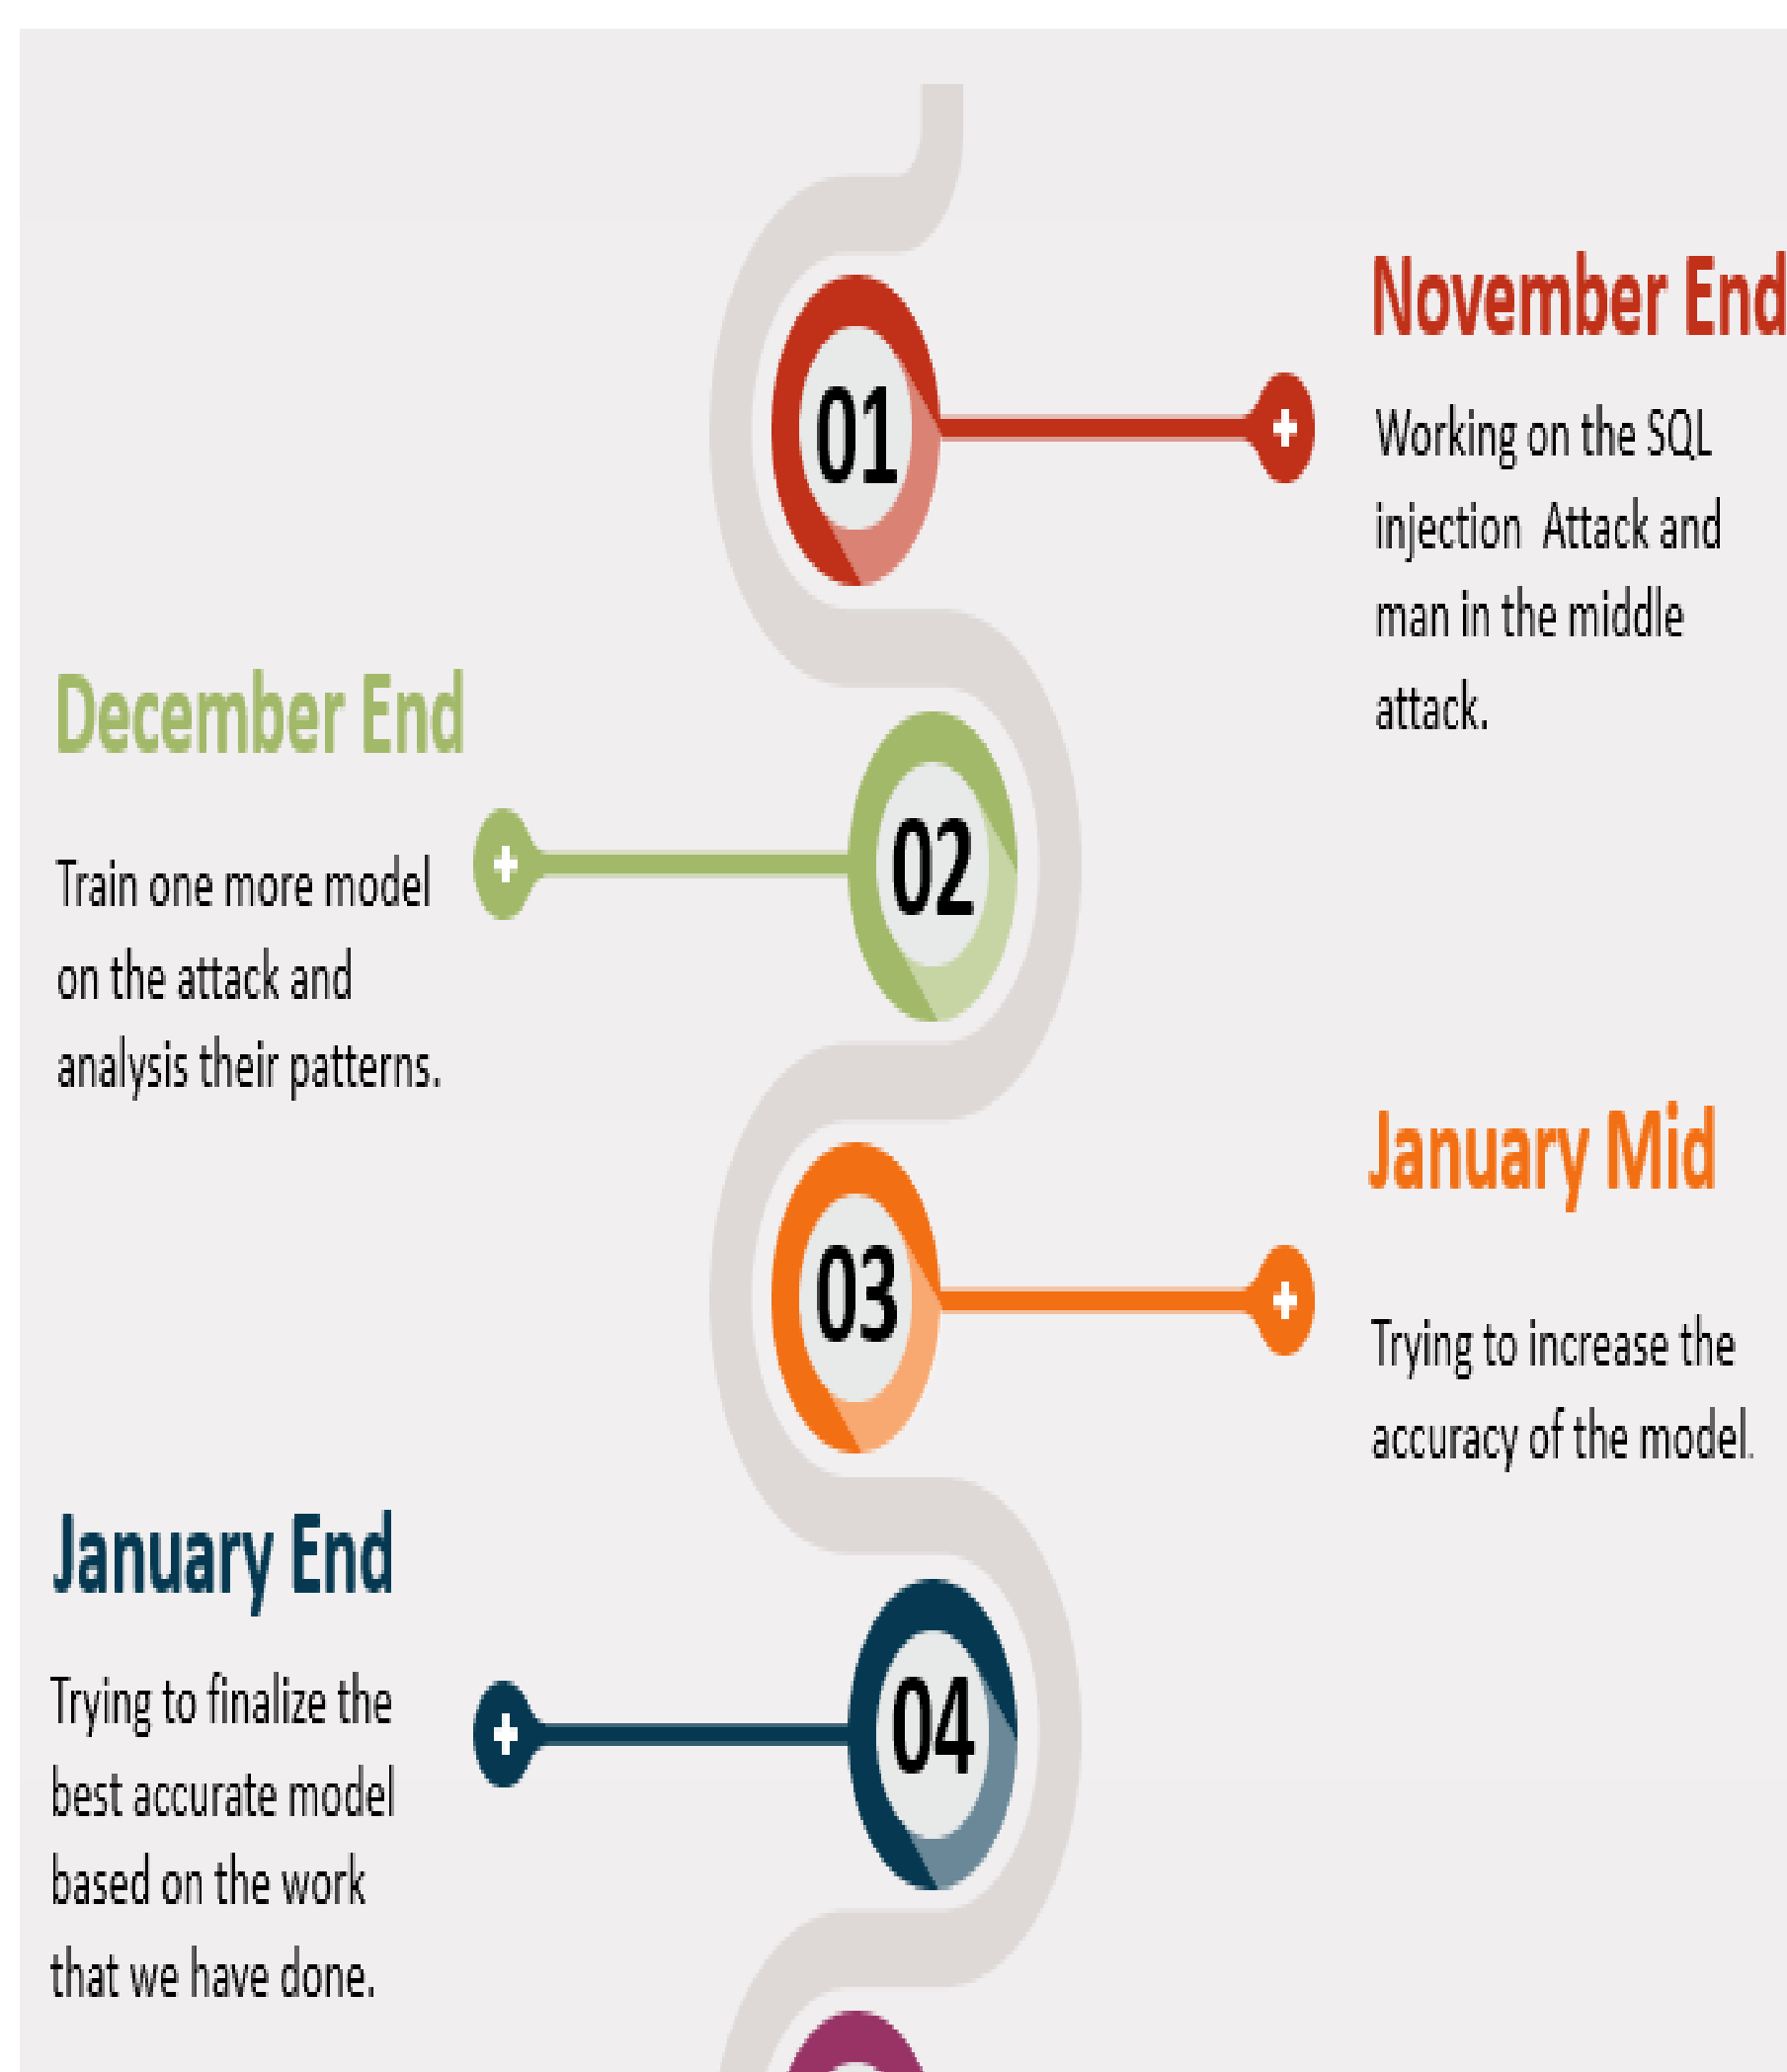 November End
01
Working on the SQL
injection  Attack and
man in the middle
attack.
December End
02
Train one more model
on the attack and
analysis their patterns.
January Mid
03
Trying to increase the
accuracy of the model.
January End
04
Trying to finalize the
best accurate model
based on the work
that we have done.